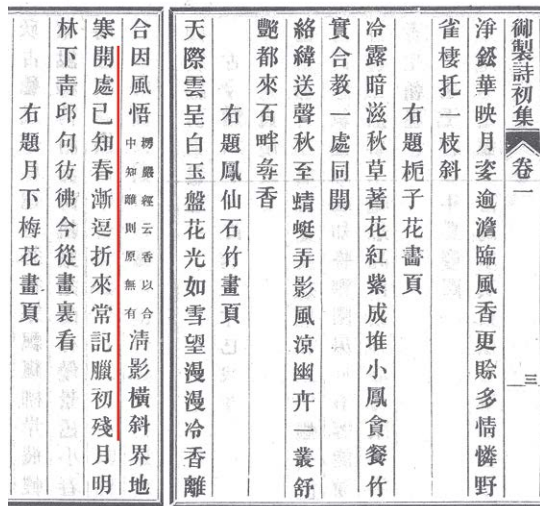 御製詩初集 卷一 三
淨鉛華映月姿逾澹臨風香更賒多情憐野
雀棲托一枝斜
右題梔子花畫頁
冷露暗滋秋草著花紅紫成堆小鳳貪餐竹
實合教一處同開
絡緯送聲秋至蜻蜓弄影風涼幽卉一叢舒
艷都來石畔彝香
右題鳳仙石竹畫頁
天際雲呈白玉盤花光如雪望漫漫冷香離
合因風悟楞嚴經云香以合中知離則原無有清影橫斜界地
寒開處已知春漸逗折來常記臘初殘月明
林下青邱句彷彿今從畫裏看
右題月下梅花畫頁